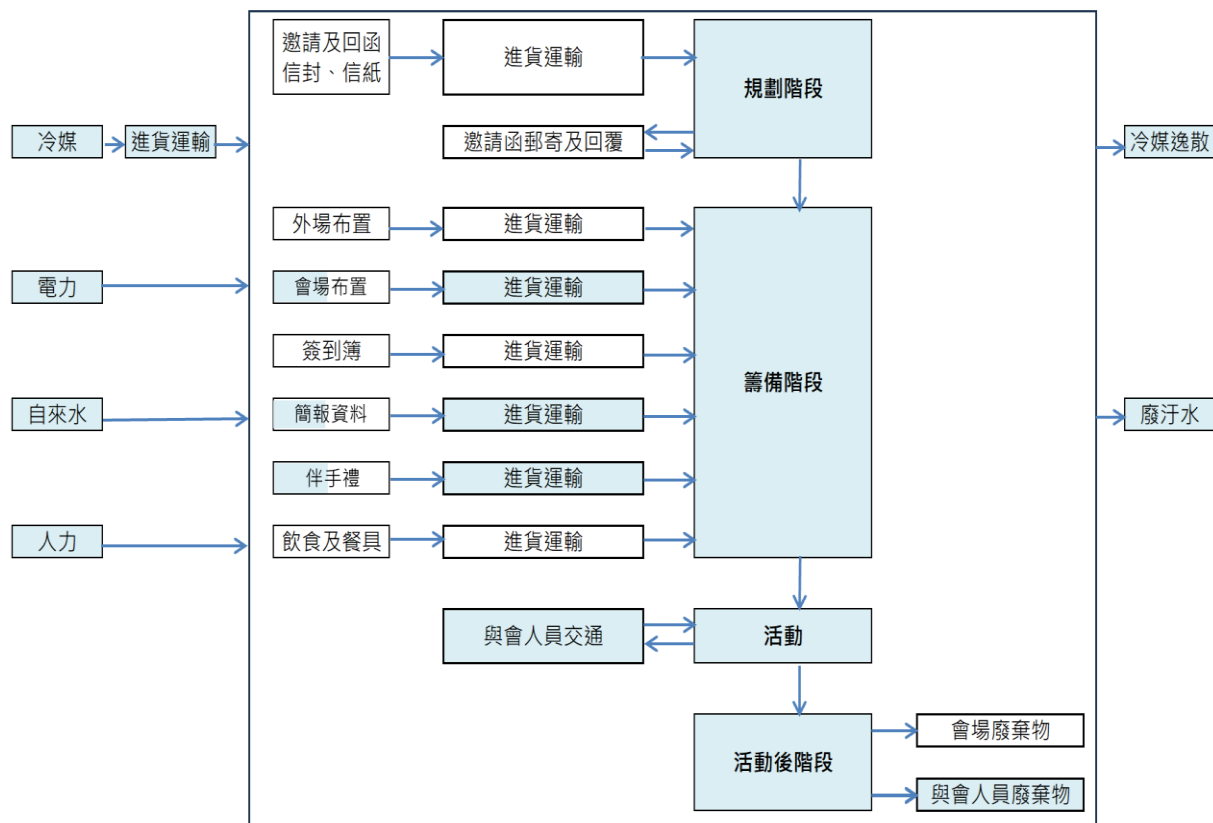 邀請及回函
信封、信紙
進貨運輸
規劃階段
冷媒
進貨運輸
邀請函郵寄及回覆
冷媒逸散
外場布置
進貨運輸
電力
會場布置
進貨運輸
簽到簿
進貨運輸
籌備階段
自來水
簡報資料
進貨運輸
廢汙水
伴手禮
進貨運輸
人力
飲食及餐具
進貨運輸
與會人員交通
活動
活動後階段
會場廢棄物
與會人員廢棄物